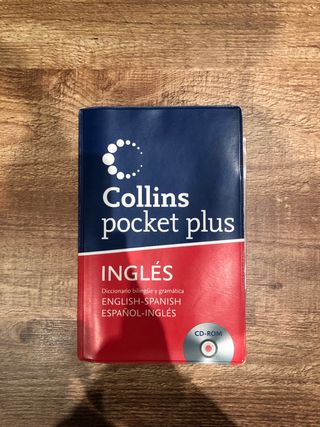 Collins
pocket plus
INGLÉS
Diccionario bilingüe y gramática
ENGLISH-SPANISH
ESPAÑOL-INGLÉS
CD-ROM